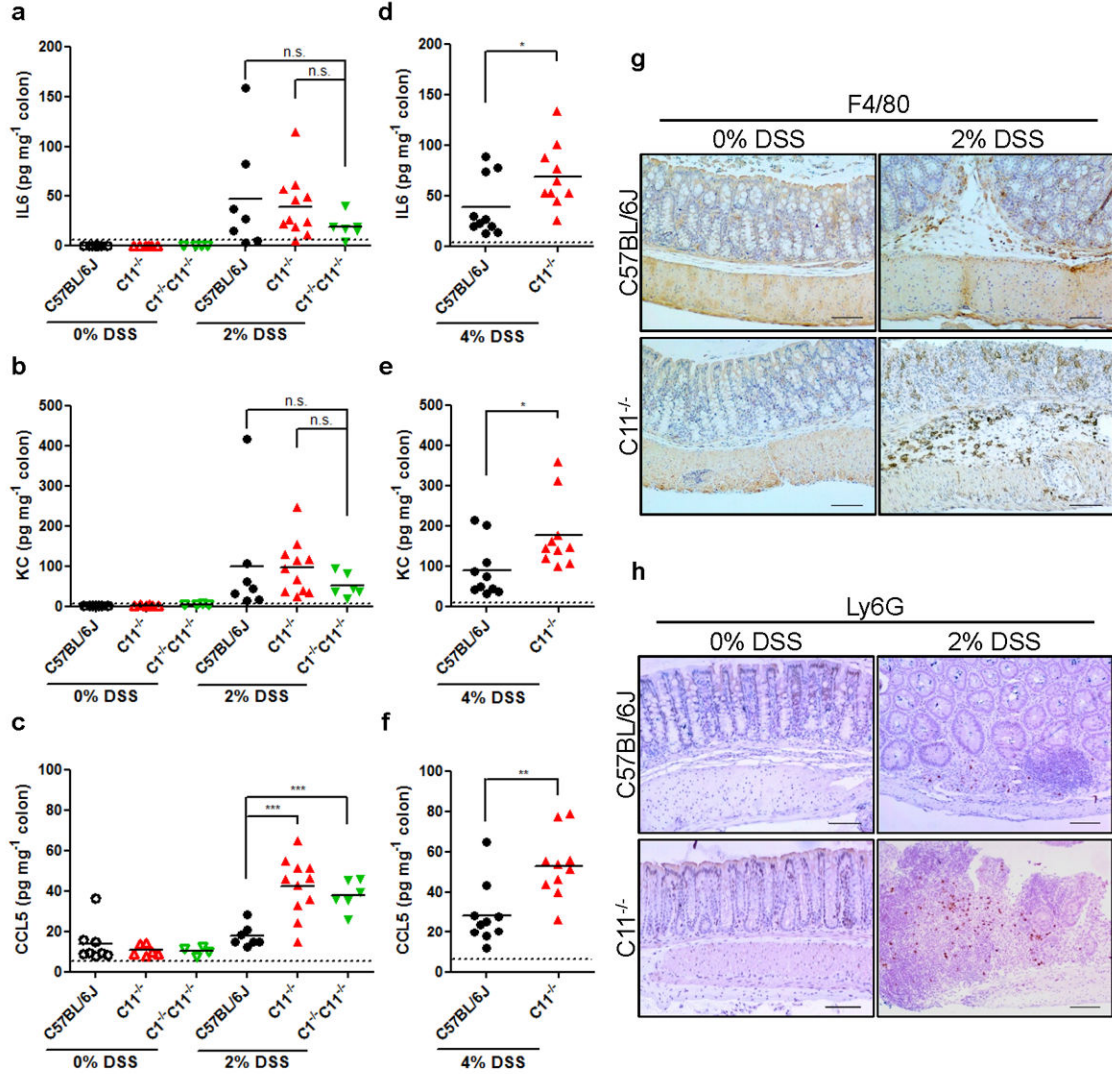 a
IL6 (pg mg⁻¹ colon)
200
150
100
50
0
n.s.
n.s.
C57BL/6J
C11⁻/⁻
C1⁻/⁻C11⁻/⁻
C57BL/6J
C11⁻/⁻
C1⁻/⁻C11⁻/⁻
0% DSS
2% DSS
d
IL6 (pg mg⁻¹ colon)
200
150
100
50
0
*
C57BL/6J
C11⁻/⁻
4% DSS
b
KC (pg mg⁻¹ colon)
500
400
300
200
100
0
n.s.
n.s.
C57BL/6J
C11⁻/⁻
C1⁻/⁻C11⁻/⁻
C57BL/6J
C11⁻/⁻
C1⁻/⁻C11⁻/⁻
0% DSS
2% DSS
e
KC (pg mg⁻¹ colon)
500
400
300
200
100
0
*
C57BL/6J
C11⁻/⁻
4% DSS
c
CCL5 (pg mg⁻¹ colon)
100
80
60
40
20
0
***
***
C57BL/6J
C11⁻/⁻
C1⁻/⁻C11⁻/⁻
C57BL/6J
C11⁻/⁻
C1⁻/⁻C11⁻/⁻
0% DSS
2% DSS
f
CCL5 (pg mg⁻¹ colon)
100
80
60
40
20
0
**
C57BL/6J
C11⁻/⁻
4% DSS
g
F4/80
0% DSS
2% DSS
C57BL/6J
C11⁻/⁻
h
Ly6G
0% DSS
2% DSS
C57BL/6J
C11⁻/⁻